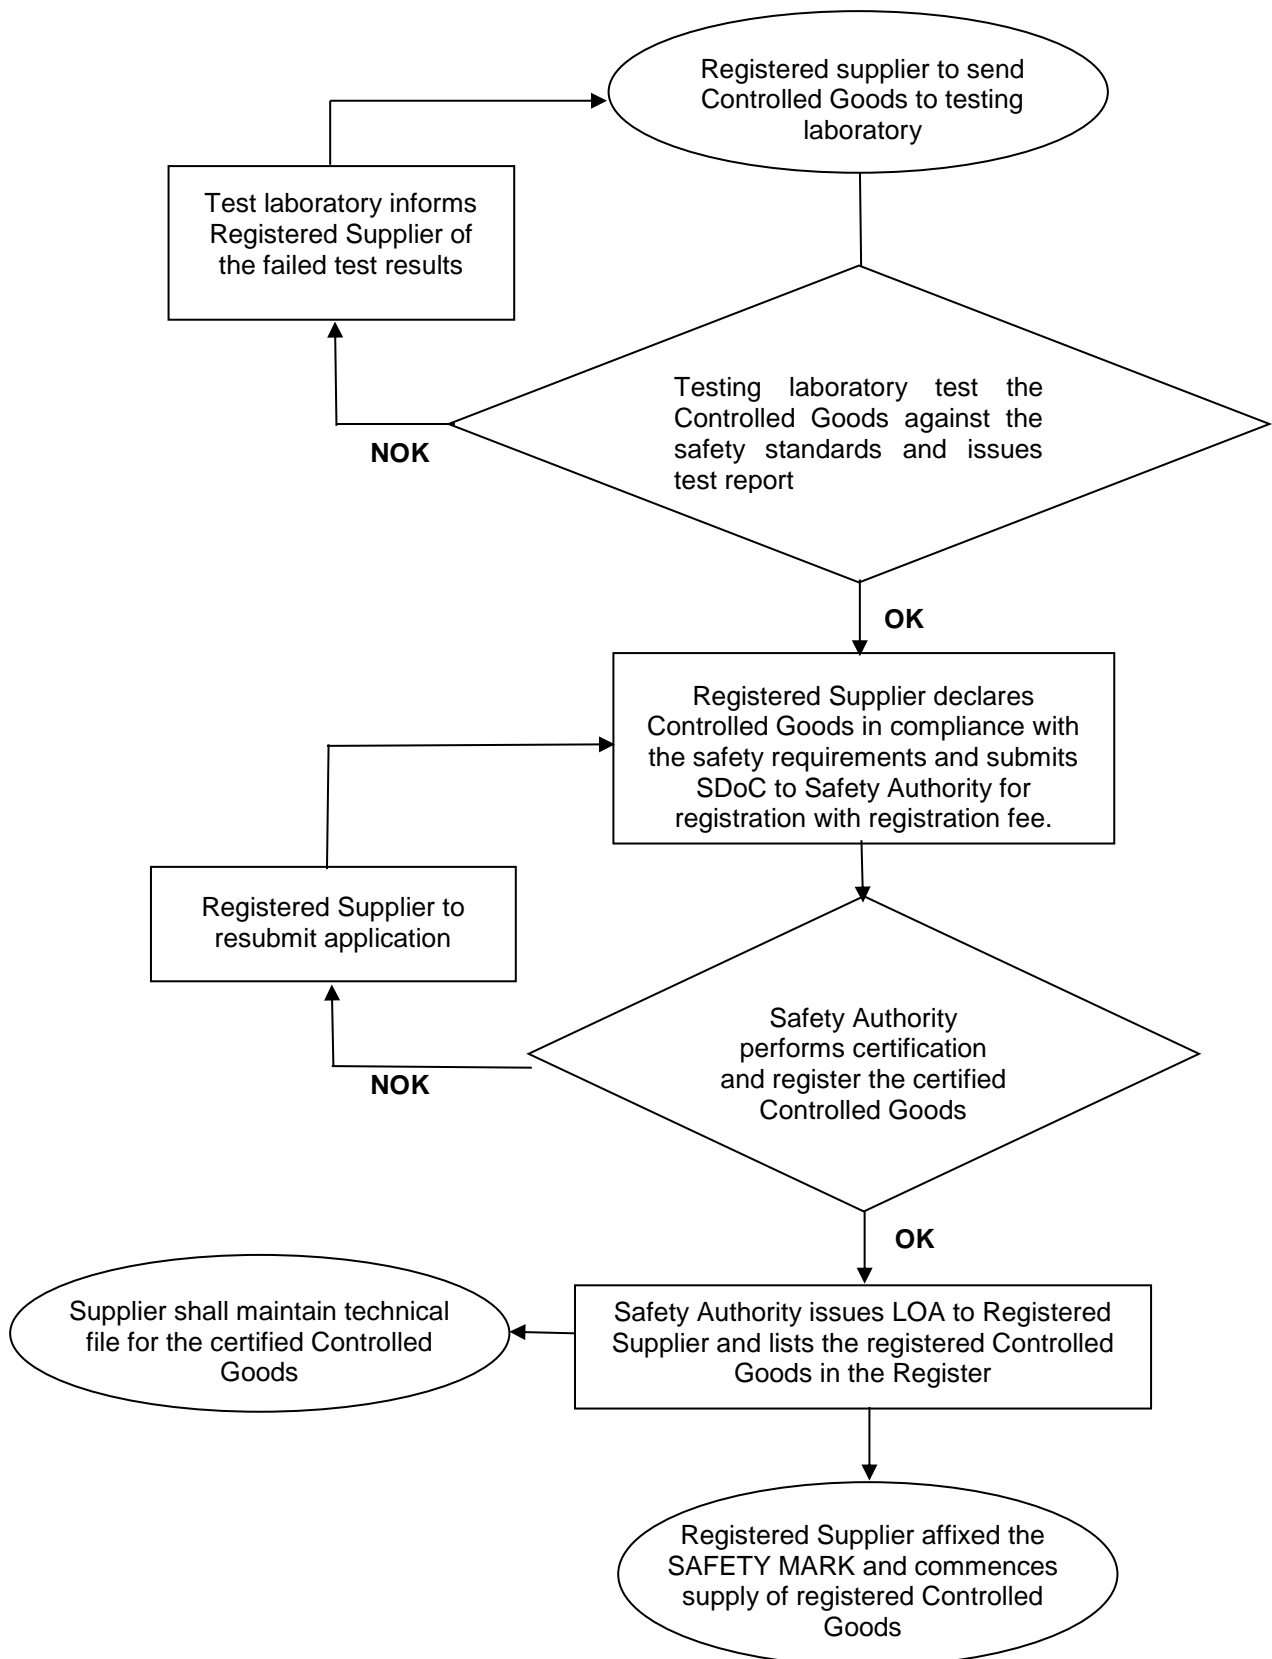 Registered supplier to send
Controlled Goods to testing
laboratory
Test laboratory informs
Registered Supplier of
the failed test results
Testing laboratory test the
Controlled Goods against the
safety standards and issues
test report
NOK
OK
Registered Supplier declares
Controlled Goods in compliance with
the safety requirements and submits
SDoC to Safety Authority for
registration with registration fee.
Registered Supplier to
resubmit application
Safety Authority
performs certification
and register the certified
Controlled Goods
NOK
OK
Supplier shall maintain technical
file for the certified Controlled
Goods
Safety Authority issues LOA to Registered
Supplier and lists the registered Controlled
Goods in the Register
Registered Supplier affixed the
SAFETY MARK and commences
supply of registered Controlled
Goods